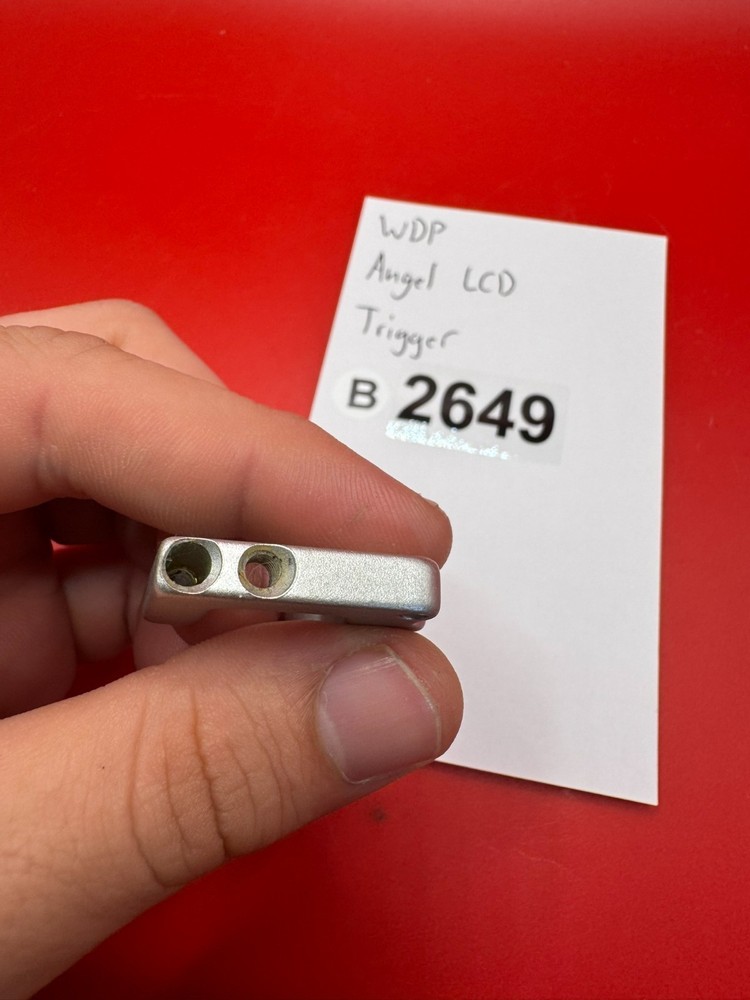 WDP
Angel LCD
Trigger
B 2649